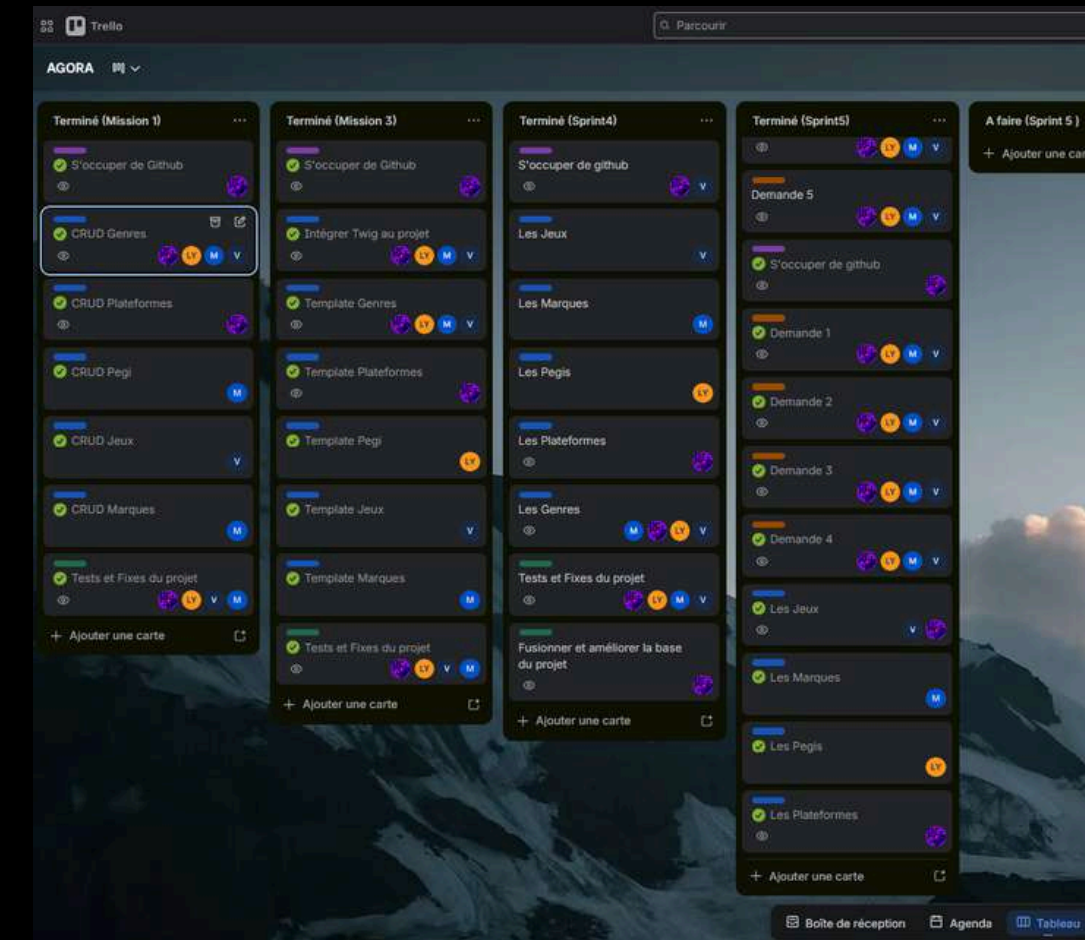 Trello
Parcourir
AGORA
Terminé (Mission 1)
S'occuper de Github
CRUD Genres
LY M V
CRUD Plateformes
CRUD Pegi
M
CRUD Jeux
V
CRUD Marques
M
Tests et Fixes du projet
LY V M
+ Ajouter une carte
Terminé (Mission 3)
S'occuper de Github
Intégrer Twig au projet
LY M V
Template Genres
LY M V
Template Plateformes
Template Pegi
LY
Template Jeux
V
Template Marques
M
Tests et Fixes du projet
LY V M
+ Ajouter une carte
Terminé (Sprint4)
S'occuper de github
V
Les Jeux
V
Les Marques
M
Les Pegis
LY
Les Plateformes
Les Genres
M LY V
Tests et Fixes du projet
LY M V
Fusionner et améliorer la base
du projet
+ Ajouter une carte
Terminé (Sprint5)
LY M V
Demande 5
LY M V
S'occuper de github
Demande 1
LY M V
Demande 2
LY M V
Demande 3
LY M V
Demande 4
LY M V
Les Jeux
V
Les Marques
M
Les Pegis
LY
Les Plateformes
+ Ajouter une carte
A faire (Sprint 5 )
+ Ajouter une car
Boîte de réception
Agenda
Tableau